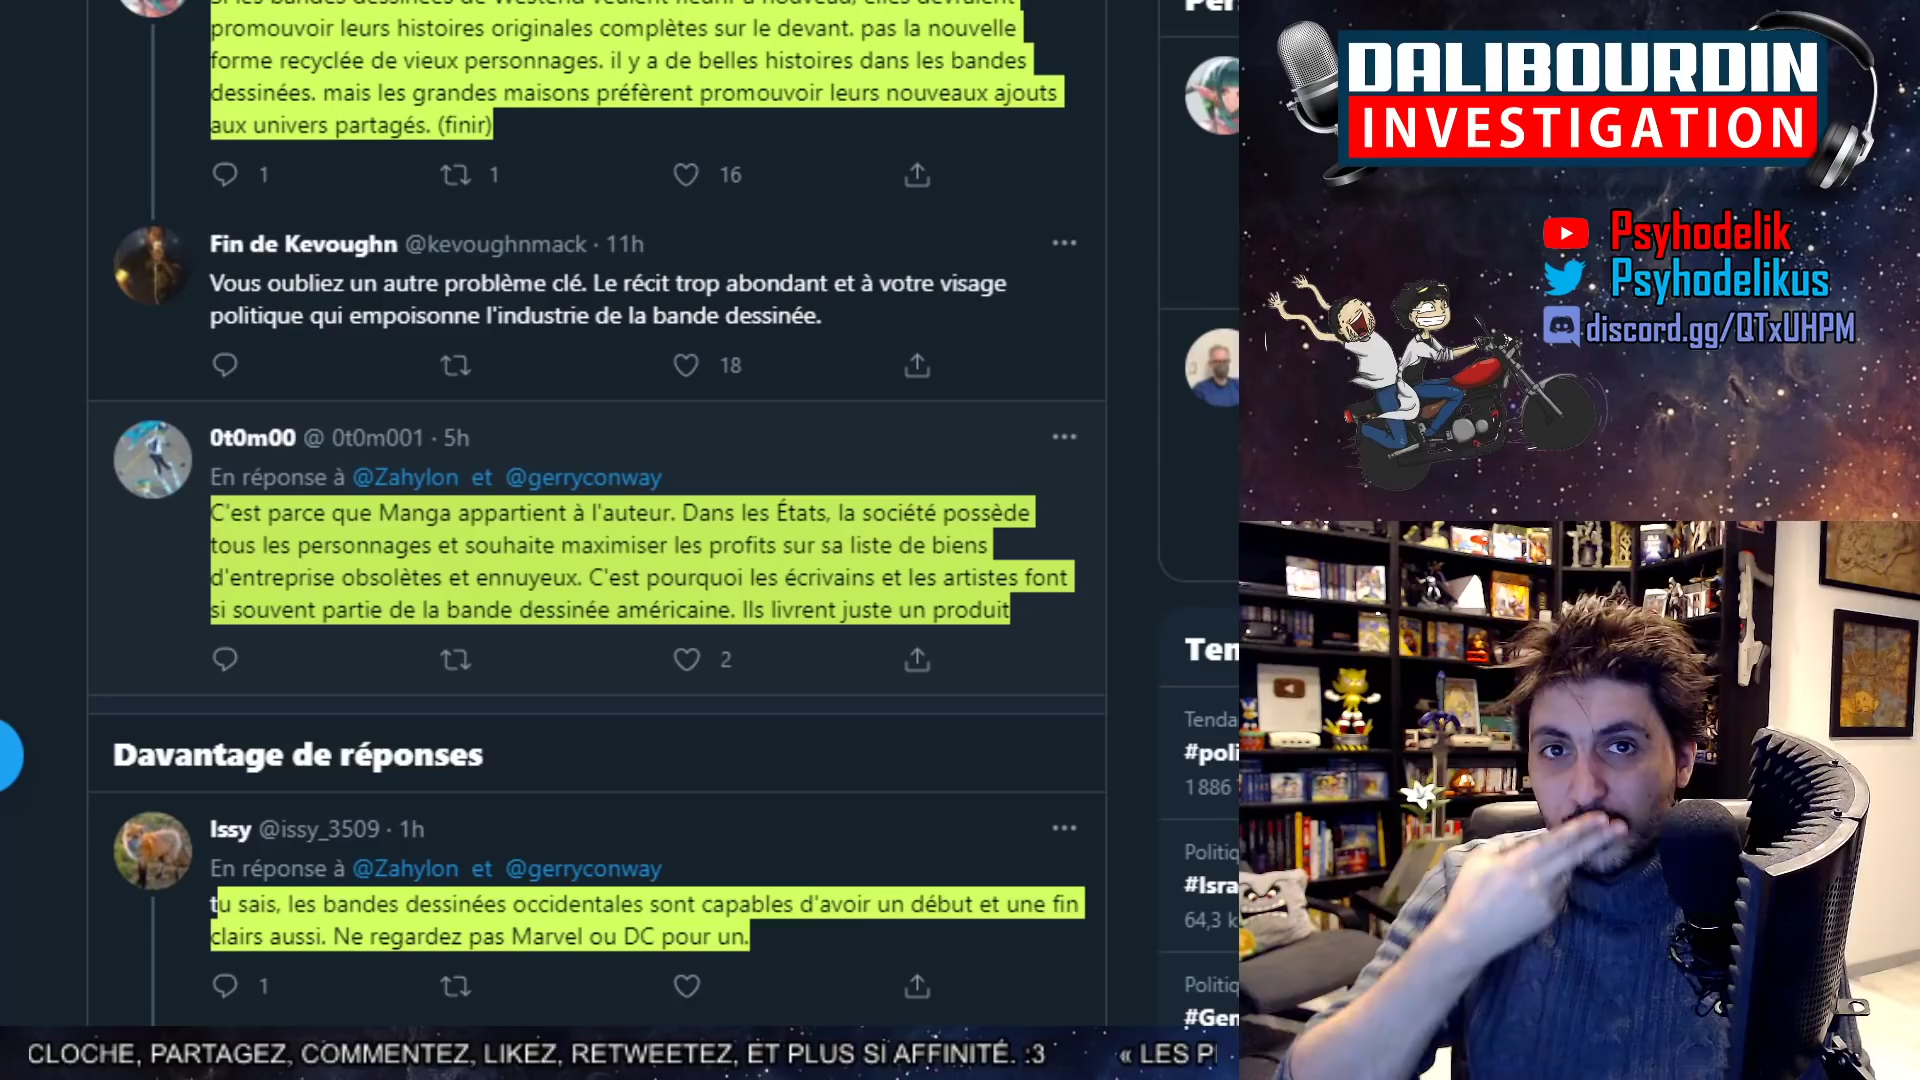 promouvoir leurs histoires originales complètes sur le devant. pas la nouvelle
forme recyclée de vieux personnages. il y a de belles histoires dans les bandes
dessinées. mais les grandes maisons préfèrent promouvoir leurs nouveaux ajouts
aux univers partagés. (finir)
1
1
16
Fin de Kevoughn @kevoughnmack · 11h
Vous oubliez un autre problème clé. Le récit trop abondant et à votre visage
politique qui empoisonne l'industrie de la bande dessinée.
18
0t0m00 @ 0t0m001 · 5h
En réponse à @Zahylon et @gerryconway
C'est parce que Manga appartient à l'auteur. Dans les États, la société possède
tous les personnages et souhaite maximiser les profits sur sa liste de biens
d'entreprise obsolètes et ennuyeux. C'est pourquoi les écrivains et les artistes font
si souvent partie de la bande dessinée américaine. Ils livrent juste un produit
2
Davantage de réponses
Issy @issy_3509 · 1h
En réponse à @Zahylon et @gerryconway
tu sais, les bandes dessinées occidentales sont capables d'avoir un début et une fin
clairs aussi. Ne regardez pas Marvel ou DC pour un.
1
Ten
Tenda
#poli
1 886
Politiq
#Isra
64,3 k
Politiq
#Gen
DALIBOURDIN
INVESTIGATION
Psyhodelik
Psyhodelikus
discord.gg/QTxUHPM
CLOCHE, PARTAGEZ, COMMENTEZ, LIKEZ, RETWEETEZ, ET PLUS SI AFFINITÉ. :3 « LES P